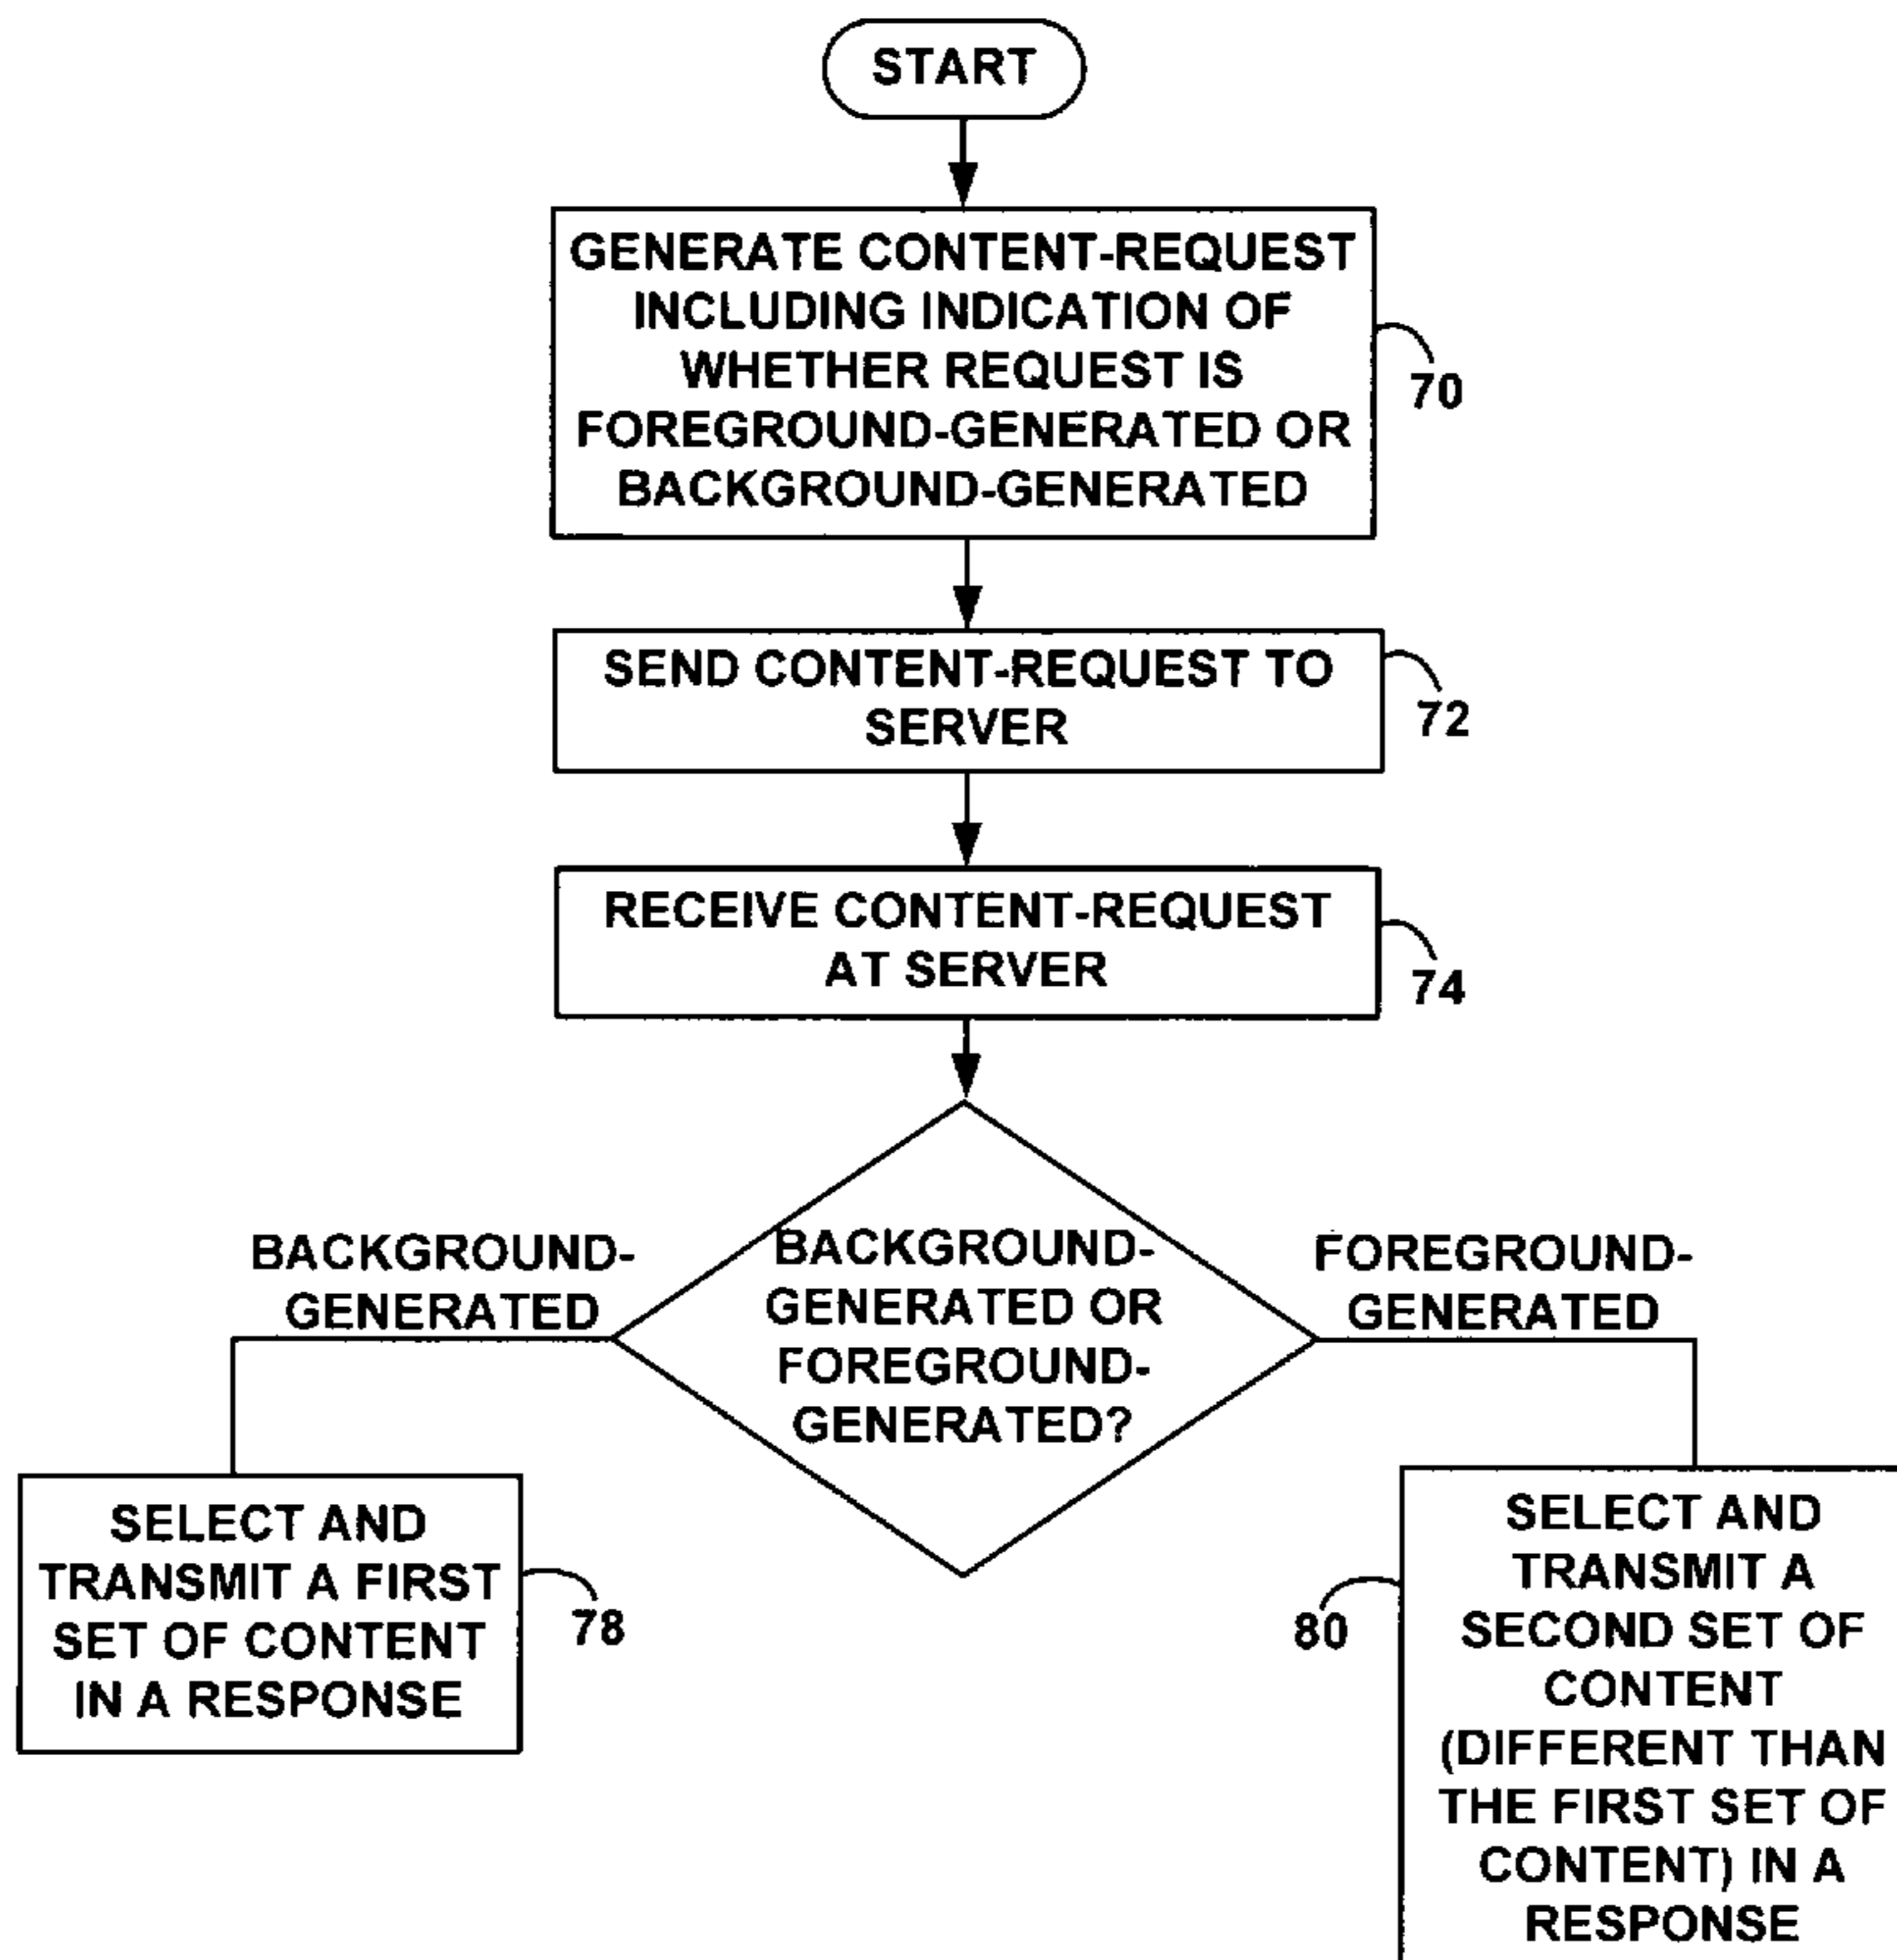 START
GENERATE CONTENT-REQUEST
INCLUDING INDICATION OF
WHETHER REQUEST IS
FOREGROUND-GENERATED OR
BACKGROUND-GENERATED
70
SEND CONTENT-REQUEST TO
SERVER
72
RECEIVE CONTENT-REQUEST
AT SERVER
74
BACKGROUND-
GENERATED OR
FOREGROUND-
GENERATED?
BACKGROUND-
GENERATED
FOREGROUND-
GENERATED
SELECT AND
TRANSMIT A FIRST
SET OF CONTENT
IN A RESPONSE
78
SELECT AND
TRANSMIT A
SECOND SET OF
CONTENT
(DIFFERENT THAN
THE FIRST SET OF
CONTENT) IN A
RESPONSE
80